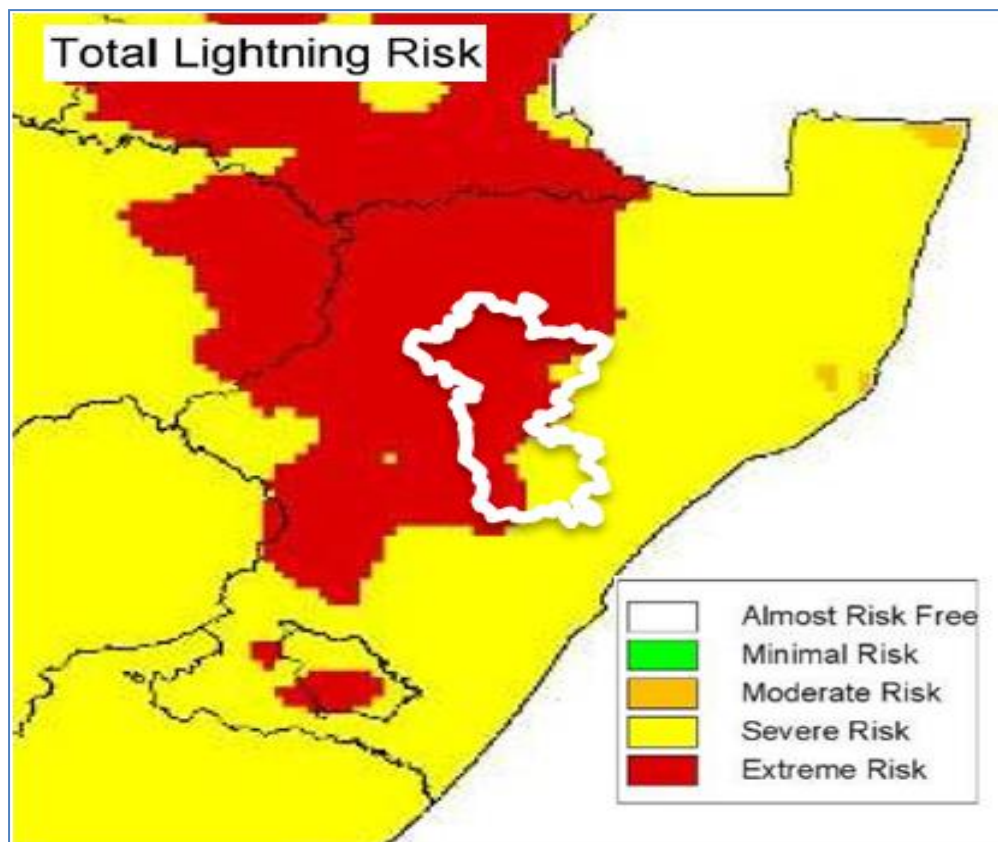 Total Lightning Risk
Almost Risk Free
Minimal Risk
Moderate Risk
Severe Risk
Extreme Risk